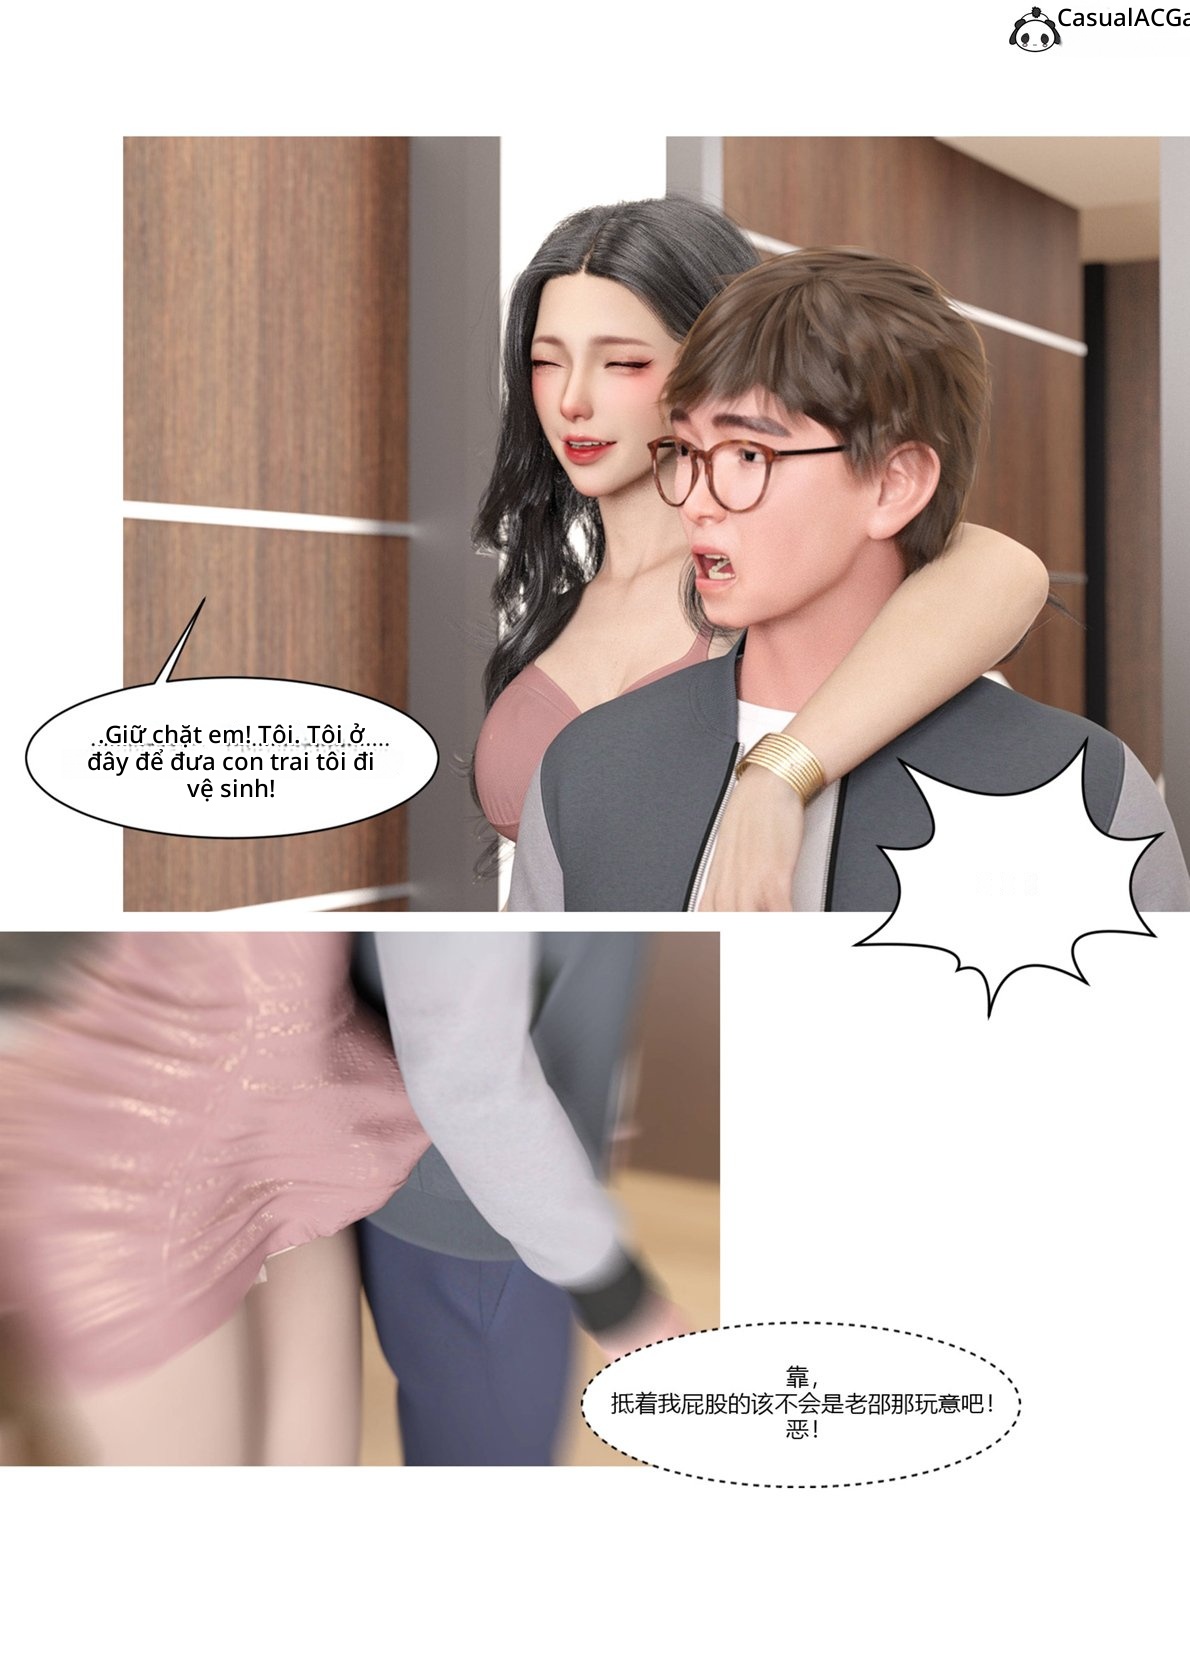 CasualACGa
..Giữ chặt em! Tôi. Tôi ở....
đây để đưa con trai tôi đi
vệ sinh!
靠,
抵着我屁股的该不会是老邵那玩意吧!
恶!